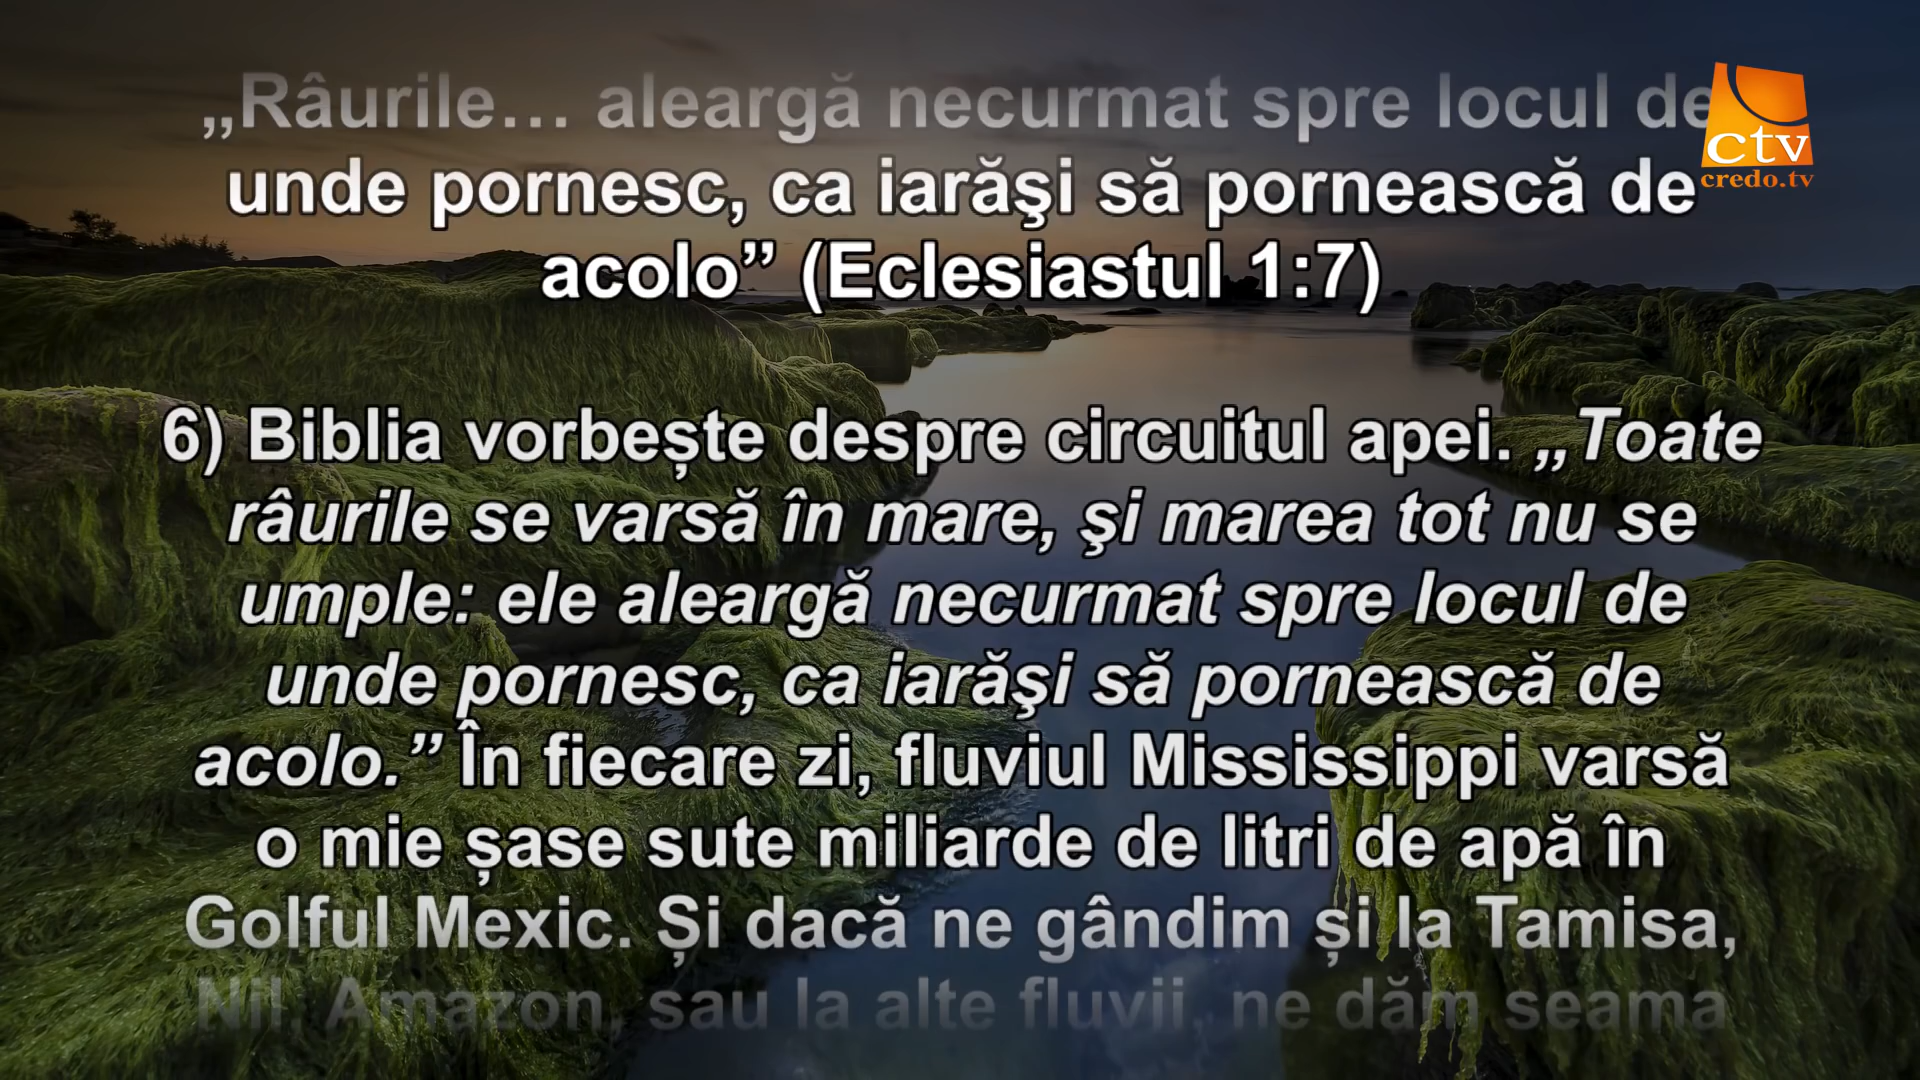 „Râurile… aleargă necurmat spre locul de
unde pornesc, ca iarăşi să pornească de
acolo” (Eclesiastul 1:7)
6) Biblia vorbește despre circuitul apei. „Toate
râurile se varsă în mare, şi marea tot nu se
umple: ele aleargă necurmat spre locul de
unde pornesc, ca iarăşi să pornească de
acolo.” În fiecare zi, fluviul Mississippi varsă
o mie șase sute miliarde de litri de apă în
Golful Mexic. Și dacă ne gândim și la Tamisa,
Nil, Amazon, sau la alte fluvii, ne dăm seama
ctv
credo.tv